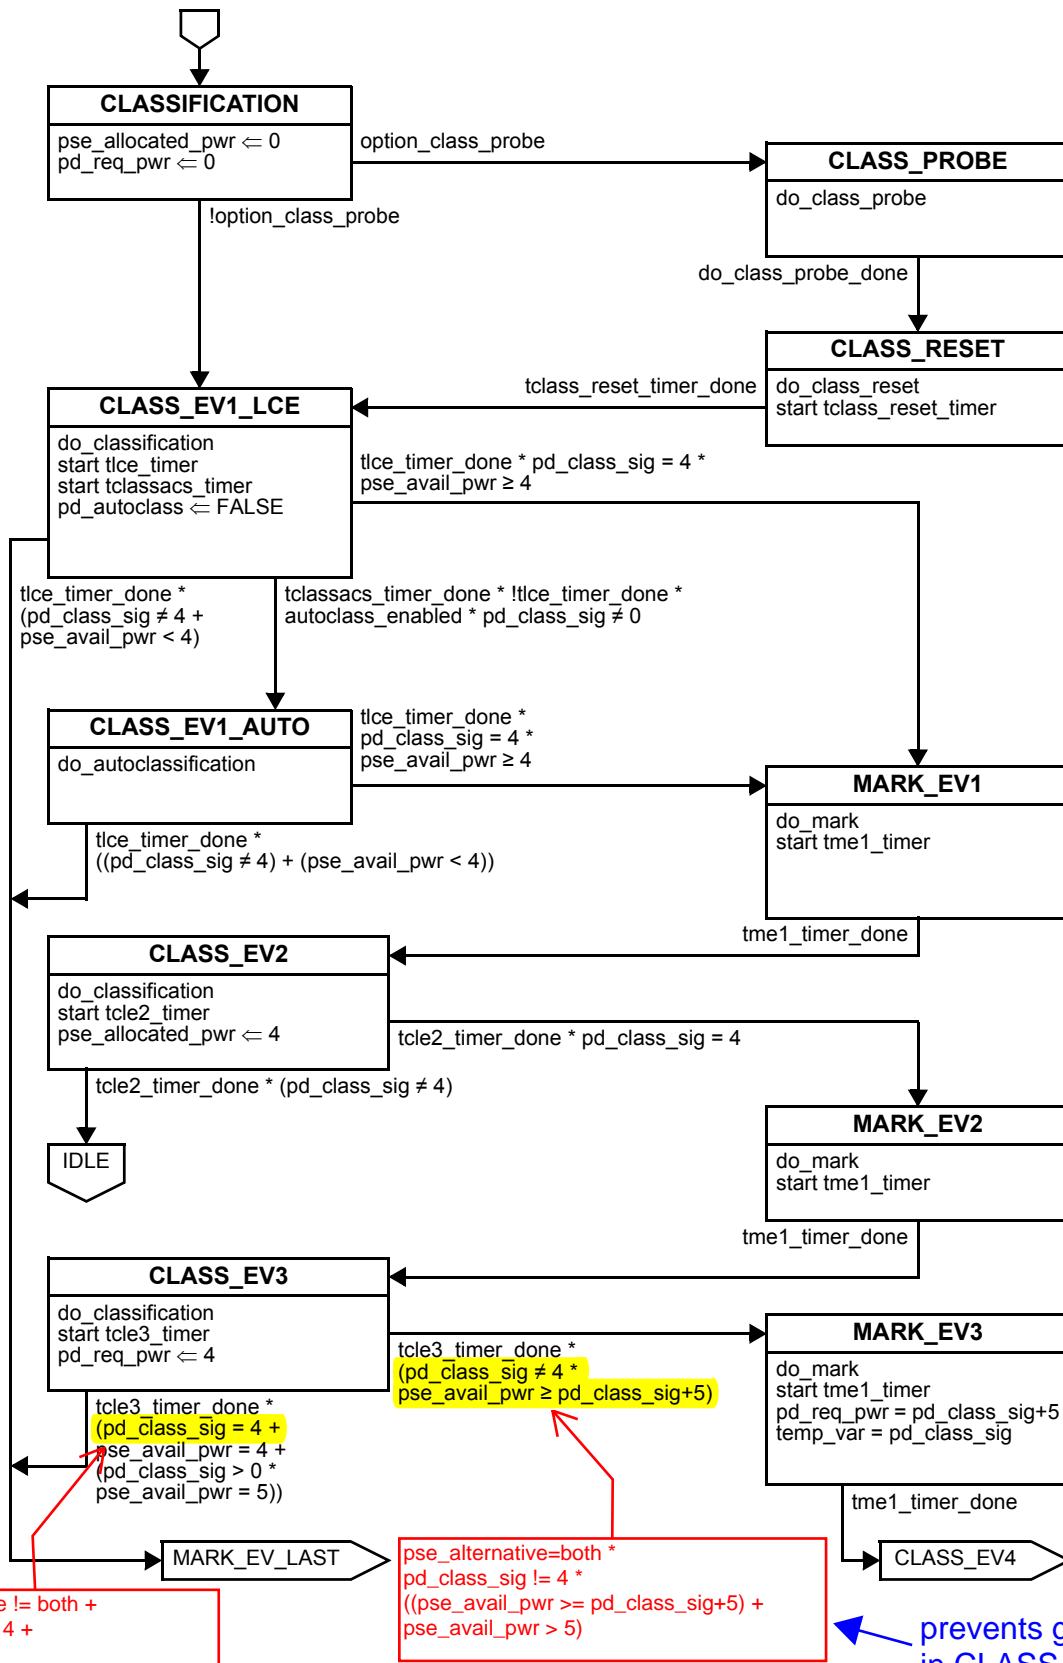 CLASSIFICATION
pse_allocated_pwr ⇐ 0
pd_req_pwr ⇐ 0
option_class_probe
CLASS_PROBE
do_class_probe
!option_class_probe
do_class_probe_done
CLASS_RESET
do_class_reset
start tclass_reset_timer
tclass_reset_timer_done
CLASS_EV1_LCE
do_classification
start tlce_timer
start tclassacs_timer
pd_autoclass ⇐ FALSE
tlce_timer_done * pd_class_sig = 4 *
pse_avail_pwr ≥ 4
tlce_timer_done *
(pd_class_sig ≠ 4 +
pse_avail_pwr < 4)
tclassacs_timer_done * !tlce_timer_done *
autoclass_enabled * pd_class_sig ≠ 0
CLASS_EV1_AUTO
do_autoclassification
tlce_timer_done *
pd_class_sig = 4 *
pse_avail_pwr ≥ 4
MARK_EV1
do_mark
start tme1_timer
tlce_timer_done *
((pd_class_sig ≠ 4) + (pse_avail_pwr < 4))
tme1_timer_done
CLASS_EV2
do_classification
start tcle2_timer
pse_allocated_pwr ⇐ 4
tcle2_timer_done * pd_class_sig = 4
tcle2_timer_done * (pd_class_sig ≠ 4)
IDLE
MARK_EV2
do_mark
start tme1_timer
tme1_timer_done
CLASS_EV3
do_classification
start tcle3_timer
pd_req_pwr ⇐ 4
tcle3_timer_done *
(pd_class_sig ≠ 4 *
pse_avail_pwr ≥ pd_class_sig+5)
MARK_EV3
do_mark
start tme1_timer
pd_req_pwr = pd_class_sig+5
temp_var = pd_class_sig
tcle3_timer_done *
(pd_class_sig = 4 +
pse_avail_pwr = 4 +
(pd_class_sig > 0 *
pse_avail_pwr = 5))
tme1_timer_done
MARK_EV_LAST
CLASS_EV4
pse_alternative=both *
pd_class_sig != 4 *
((pse_avail_pwr >= pd_class_sig+5) +
pse_avail_pwr > 5)
e != both +
4 +
prevents g
in CLASS